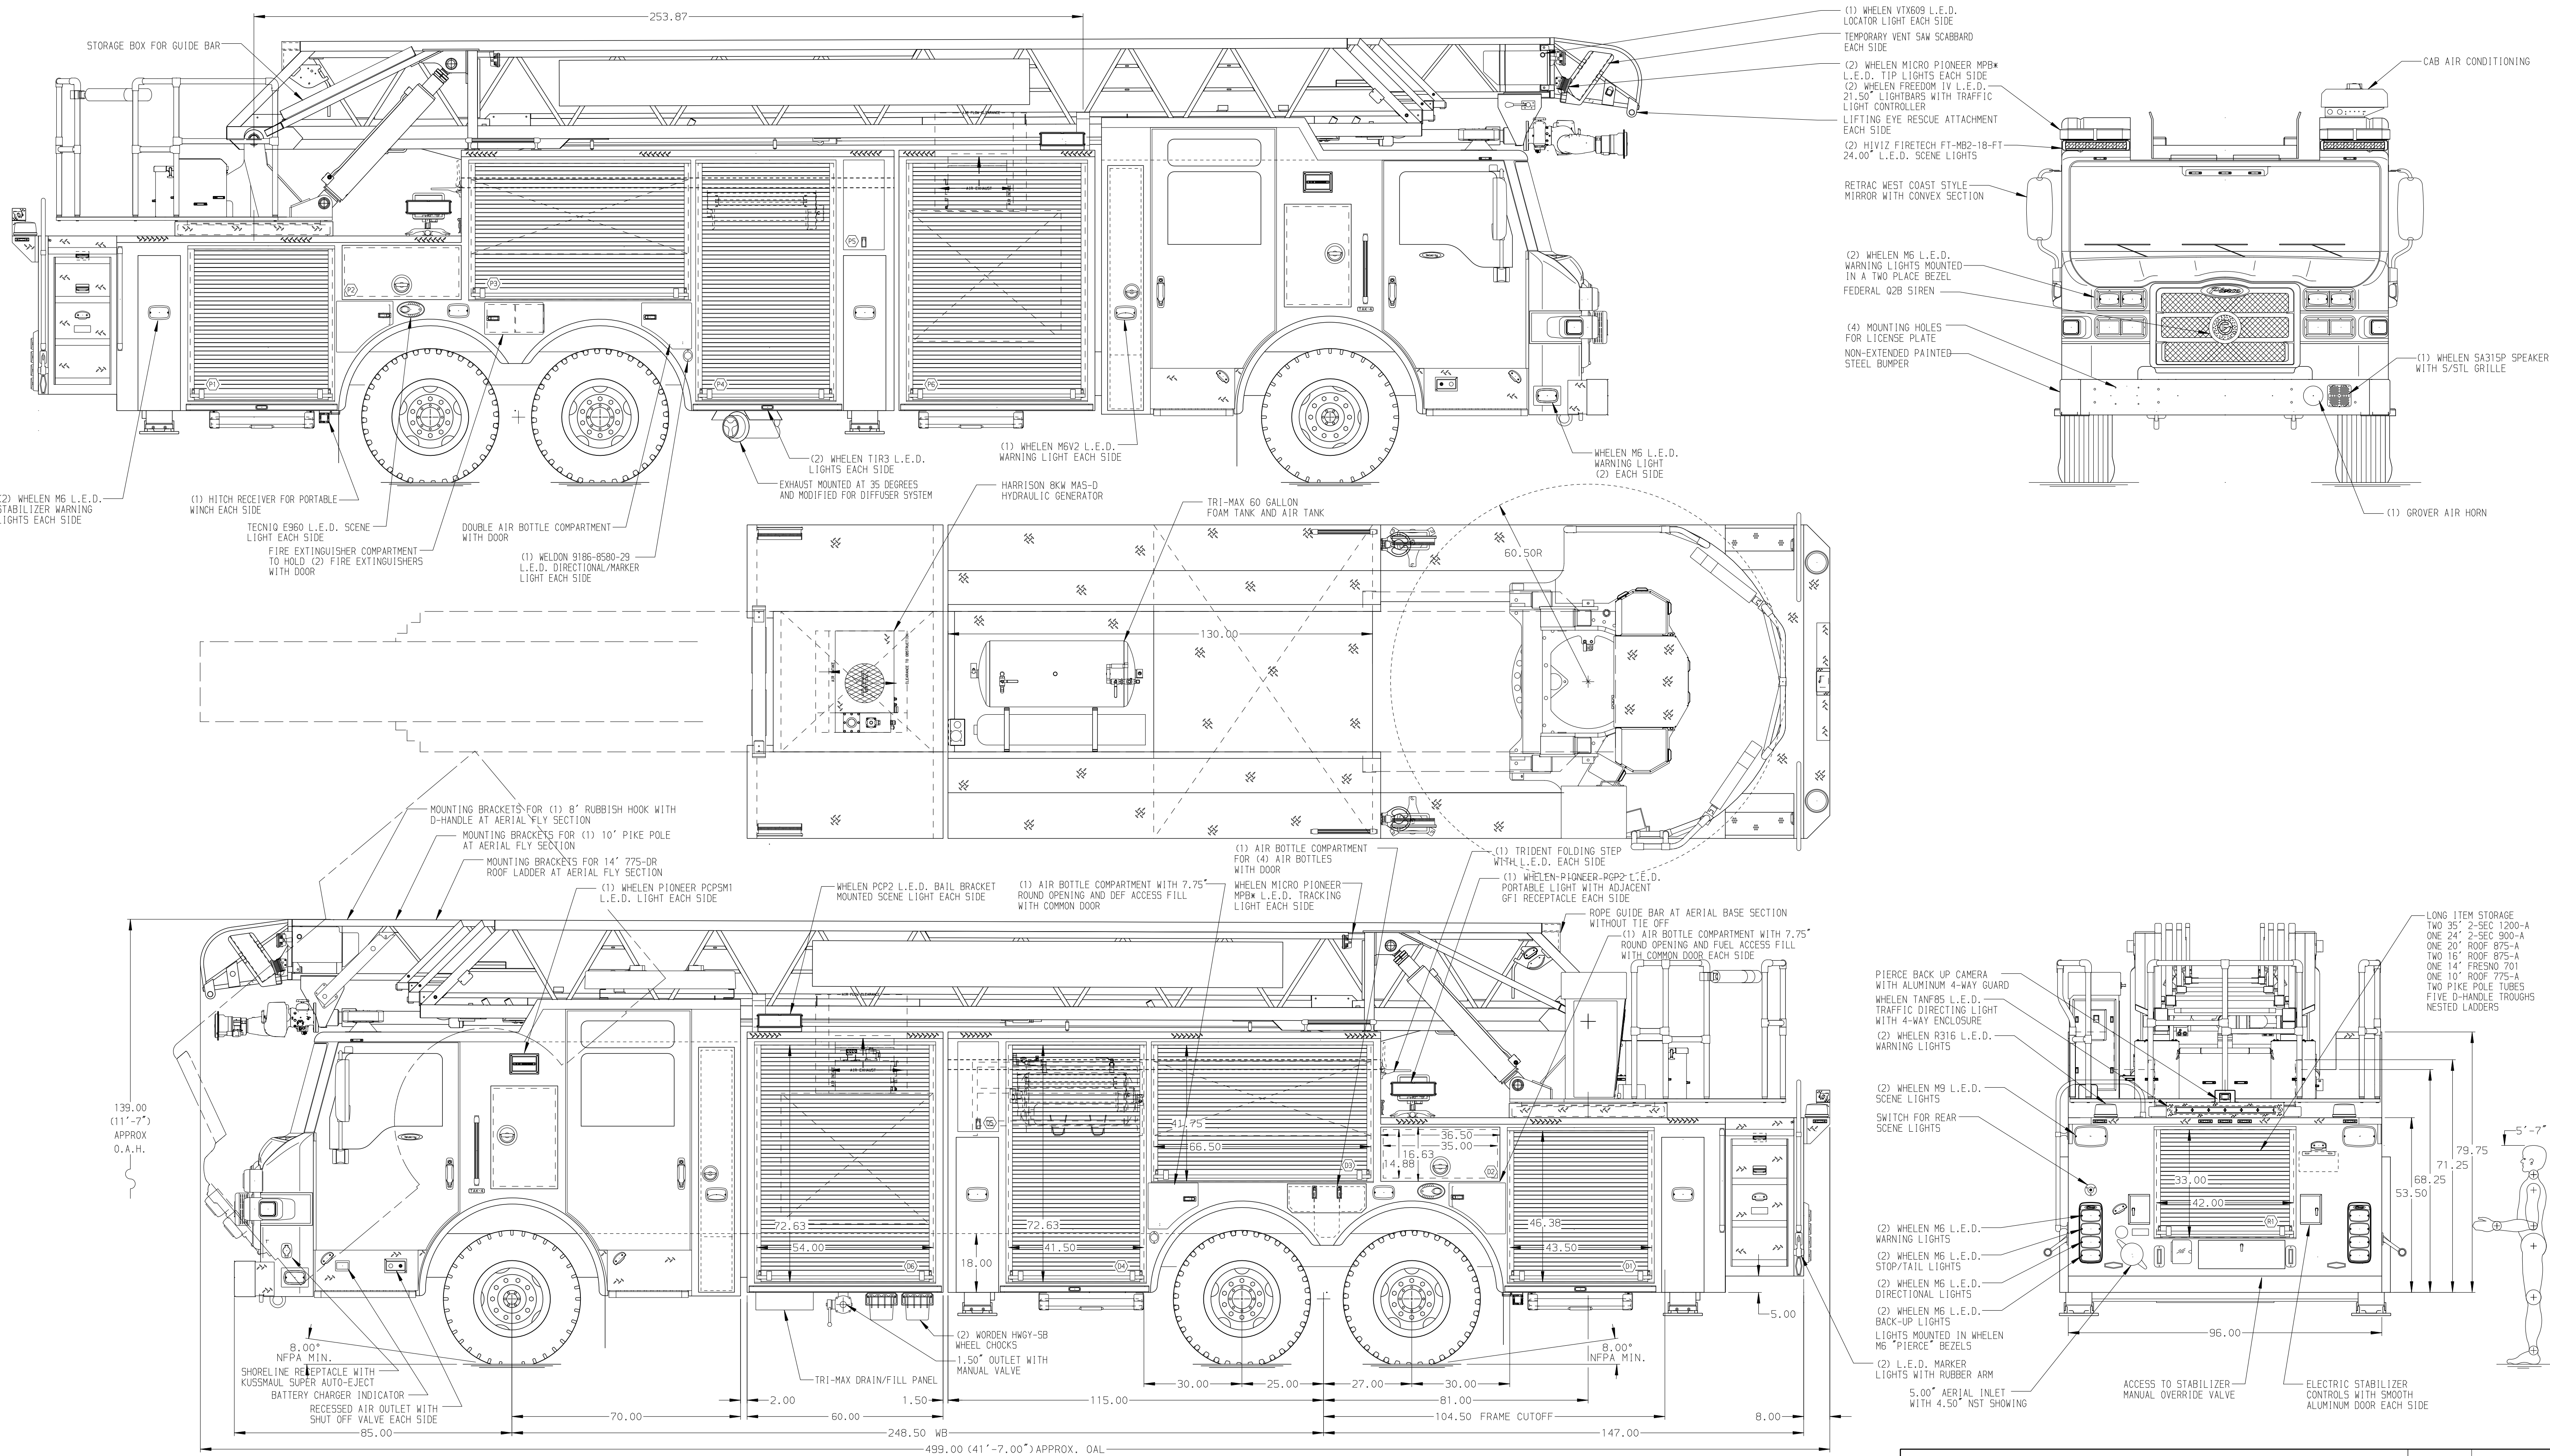 253.87
STORAGE BOX FOR GUIDE BAR
(1) WHELEN VTX609 L.E.D.
LOCATOR LIGHT EACH SIDE
TEMPORARY VENT SAW SCABBARD
EACH SIDE
(2) WHELEN MICRO PIONEER MPB*
L.E.D. TIP LIGHTS EACH SIDE
(2) WHELEN FREEDOM IV L.E.D.
21.50" LIGHTBARS WITH TRAFFIC
LIGHT CONTROLLER
LIFTING EYE RESCUE ATTACHMENT
EACH SIDE
(2) HIVIZ FIRETECH FT-MB2-18-FT
24.00" L.E.D. SCENE LIGHTS
RETRAC WEST COAST STYLE
MIRROR WITH CONVEX SECTION
(2) WHELEN M6 L.E.D.
WARNING LIGHTS MOUNTED
IN A TWO PLACE BEZEL
FEDERAL Q2B SIREN
(4) MOUNTING HOLES
FOR LICENSE PLATE
NON-EXTENDED PAINTED
STEEL BUMPER
CAB AIR CONDITIONING
(1) WHELEN SA315P SPEAKER
WITH S/STL GRILLE
(1) GROVER AIR HORN
Pierce
AIR FLOW CLEARANCE
AIR EXHAUST
P1
P2
P3
P4
P5
P6
TAK-4
(2) WHELEN M6 L.E.D.
STABILIZER WARNING
LIGHTS EACH SIDE
(1) HITCH RECEIVER FOR PORTABLE
WINCH EACH SIDE
TECNIQ E960 L.E.D. SCENE
LIGHT EACH SIDE
FIRE EXTINGUISHER COMPARTMENT
TO HOLD (2) FIRE EXTINGUISHERS
WITH DOOR
DOUBLE AIR BOTTLE COMPARTMENT
WITH DOOR
(1) WELDON 9186-8580-29
L.E.D. DIRECTIONAL/MARKER
LIGHT EACH SIDE
(2) WHELEN TIR3 L.E.D.
LIGHTS EACH SIDE
EXHAUST MOUNTED AT 35 DEGREES
AND MODIFIED FOR DIFFUSER SYSTEM
(1) WHELEN M6V2 L.E.D.
WARNING LIGHT EACH SIDE
HARRISON 8KW MAS-D
HYDRAULIC GENERATOR
TRI-MAX 60 GALLON
FOAM TANK AND AIR TANK
WHELEN M6 L.E.D.
WARNING LIGHT
(2) EACH SIDE
60.50R
130.00
MOUNTING BRACKETS FOR (1) 8' RUBBISH HOOK WITH
D-HANDLE AT AERIAL FLY SECTION
MOUNTING BRACKETS FOR (1) 10' PIKE POLE
AT AERIAL FLY SECTION
MOUNTING BRACKETS FOR 14' 775-DR
ROOF LADDER AT AERIAL FLY SECTION
(1) WHELEN PIONEER PCPSM1
L.E.D. LIGHT EACH SIDE
WHELEN PCP2 L.E.D. BAIL BRACKET
MOUNTED SCENE LIGHT EACH SIDE
(1) AIR BOTTLE COMPARTMENT WITH 7.75"
ROUND OPENING AND DEF ACCESS FILL
WITH COMMON DOOR
(1) AIR BOTTLE COMPARTMENT
FOR (4) AIR BOTTLES
WITH DOOR
WHELEN MICRO PIONEER
MPB* L.E.D. TRACKING
LIGHT EACH SIDE
(1) TRIDENT FOLDING STEP
WITH L.E.D. EACH SIDE
(1) WHELEN PIONEER PCP2 L.E.D.
PORTABLE LIGHT WITH ADJACENT
GFI RECEPTACLE EACH SIDE
ROPE GUIDE BAR AT AERIAL BASE SECTION
WITHOUT TIE OFF
(1) AIR BOTTLE COMPARTMENT WITH 7.75"
ROUND OPENING AND FUEL ACCESS FILL
WITH COMMON DOOR EACH SIDE
139.00
(11'-7")
APPROX
O.A.H.
AIR FLOW CLEARANCE
AIR EXHAUST
TAK-4
72.63
54.00
D6
D5
72.63
41.50
D4
18.00
41.75
66.50
D3
36.50
35.00
16.63
14.88
D2
46.38
43.50
D1
5.00
8.00°
NFPA MIN.
8.00°
NFPA MIN.
SHORELINE RECEPTACLE WITH
KUSSMAUL SUPER AUTO-EJECT
BATTERY CHARGER INDICATOR
RECESSED AIR OUTLET WITH
SHUT OFF VALVE EACH SIDE
TRI-MAX DRAIN/FILL PANEL
1.50" OUTLET WITH
MANUAL VALVE
(2) WORDEN HWGY-SB
WHEEL CHOCKS
30.00
25.00
27.00
30.00
2.00
1.50
115.00
81.00
70.00
60.00
104.50 FRAME CUTOFF
8.00
85.00
248.50 WB
147.00
499.00 (41'-7.00") APPROX. OAL
PIERCE BACK UP CAMERA
WITH ALUMINUM 4-WAY GUARD
WHELEN TANF85 L.E.D.
TRAFFIC DIRECTING LIGHT
WITH 4-WAY ENCLOSURE
(2) WHELEN R316 L.E.D.
WARNING LIGHTS
(2) WHELEN M9 L.E.D.
SCENE LIGHTS
SWITCH FOR REAR
SCENE LIGHTS
(2) WHELEN M6 L.E.D.
WARNING LIGHTS
(2) WHELEN M6 L.E.D.
STOP/TAIL LIGHTS
(2) WHELEN M6 L.E.D.
DIRECTIONAL LIGHTS
(2) WHELEN M6 L.E.D.
BACK-UP LIGHTS
LIGHTS MOUNTED IN WHELEN
M6 "PIERCE" BEZELS
(2) L.E.D. MARKER
LIGHTS WITH RUBBER ARM
5.00" AERIAL INLET
WITH 4.50" NST SHOWING
ACCESS TO STABILIZER
MANUAL OVERRIDE VALVE
ELECTRIC STABILIZER
CONTROLS WITH SMOOTH
ALUMINUM DOOR EACH SIDE
LONG ITEM STORAGE
TWO 35' 2-SEC 1200-A
ONE 24' 2-SEC 900-A
ONE 20' ROOF 875-A
TWO 16' ROOF 875-A
ONE 14' FRESNO 701
ONE 10' ROOF 775-A
TWO PIKE POLE TUBES
FIVE D-HANDLE TROUGHS
NESTED LADDERS
33.00
42.00
R1
96.00
53.50
68.25
71.25
79.75
5'-7"